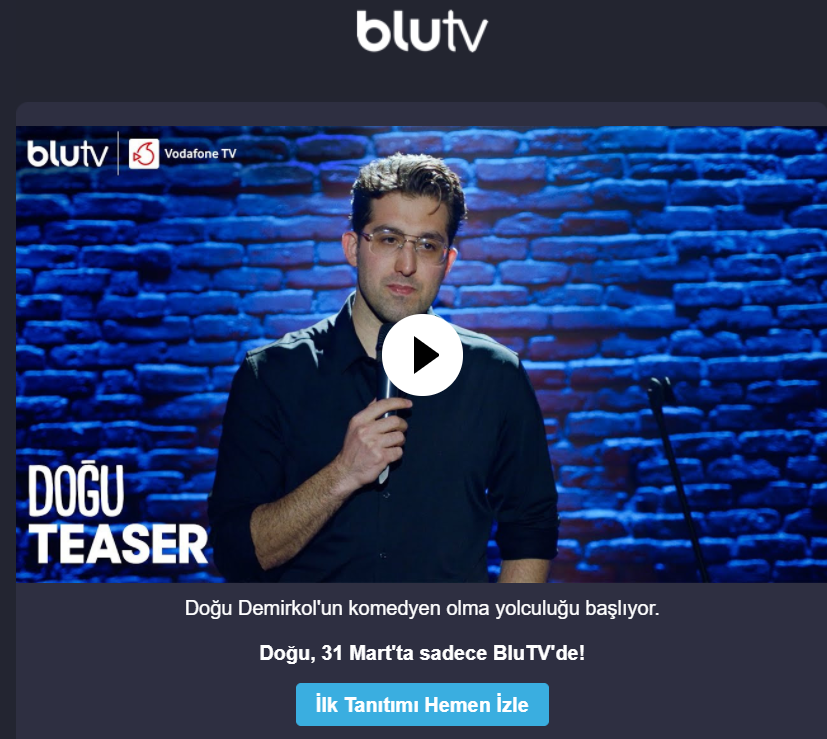 blutv
blutv Vodafone TV
DOĞU
TEASER
Doğu Demirkol'un komedyen olma yolculuğu başlıyor.
Doğu, 31 Mart'ta sadece BluTV'de!
İlk Tanıtımı Hemen İzle